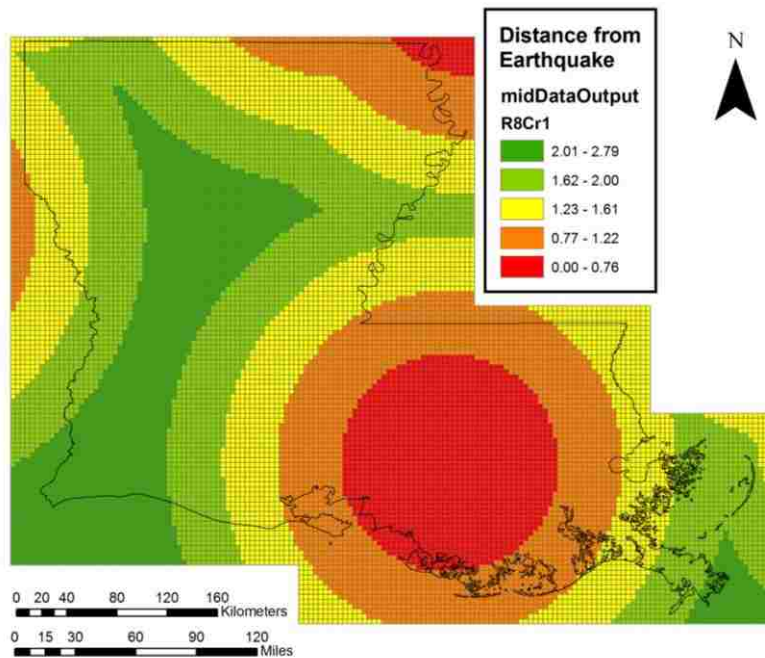 Distance from
Earthquake
midDataOutput
R8Cr1
2.01 - 2.79
1.62 - 2.00
1.23 - 1.61
0.77 - 1.22
0.00 - 0.76
N
0 20 40 80 120 160
Kilometers
0 15 30 60 90 120
Miles